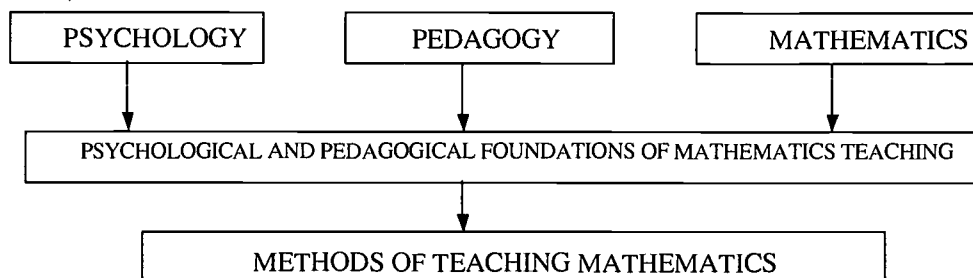 PSYCHOLOGY
PEDAGOGY
MATHEMATICS
PSYCHOLOGICAL AND PEDAGOGICAL FOUNDATIONS OF MATHEMATICS TEACHING
METHODS OF TEACHING MATHEMATICS